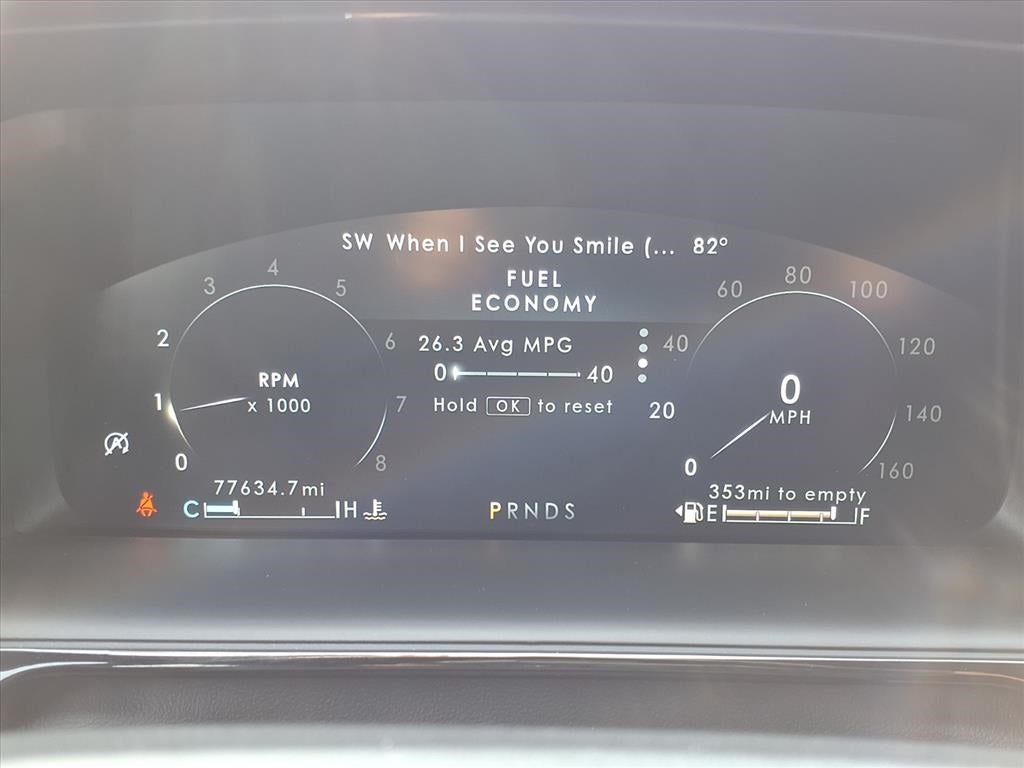 SW When I See You Smile (... 82°
FUEL
ECONOMY
26.3 Avg MPG
0 40
Hold OK to reset
0 1 2 3 4 5 6 7 8
RPM
x 1000
0 20 40 60 80 100 120 140 160
0
MPH
A
77634.7mi
C H
PRNDS
353mi to empty
E F